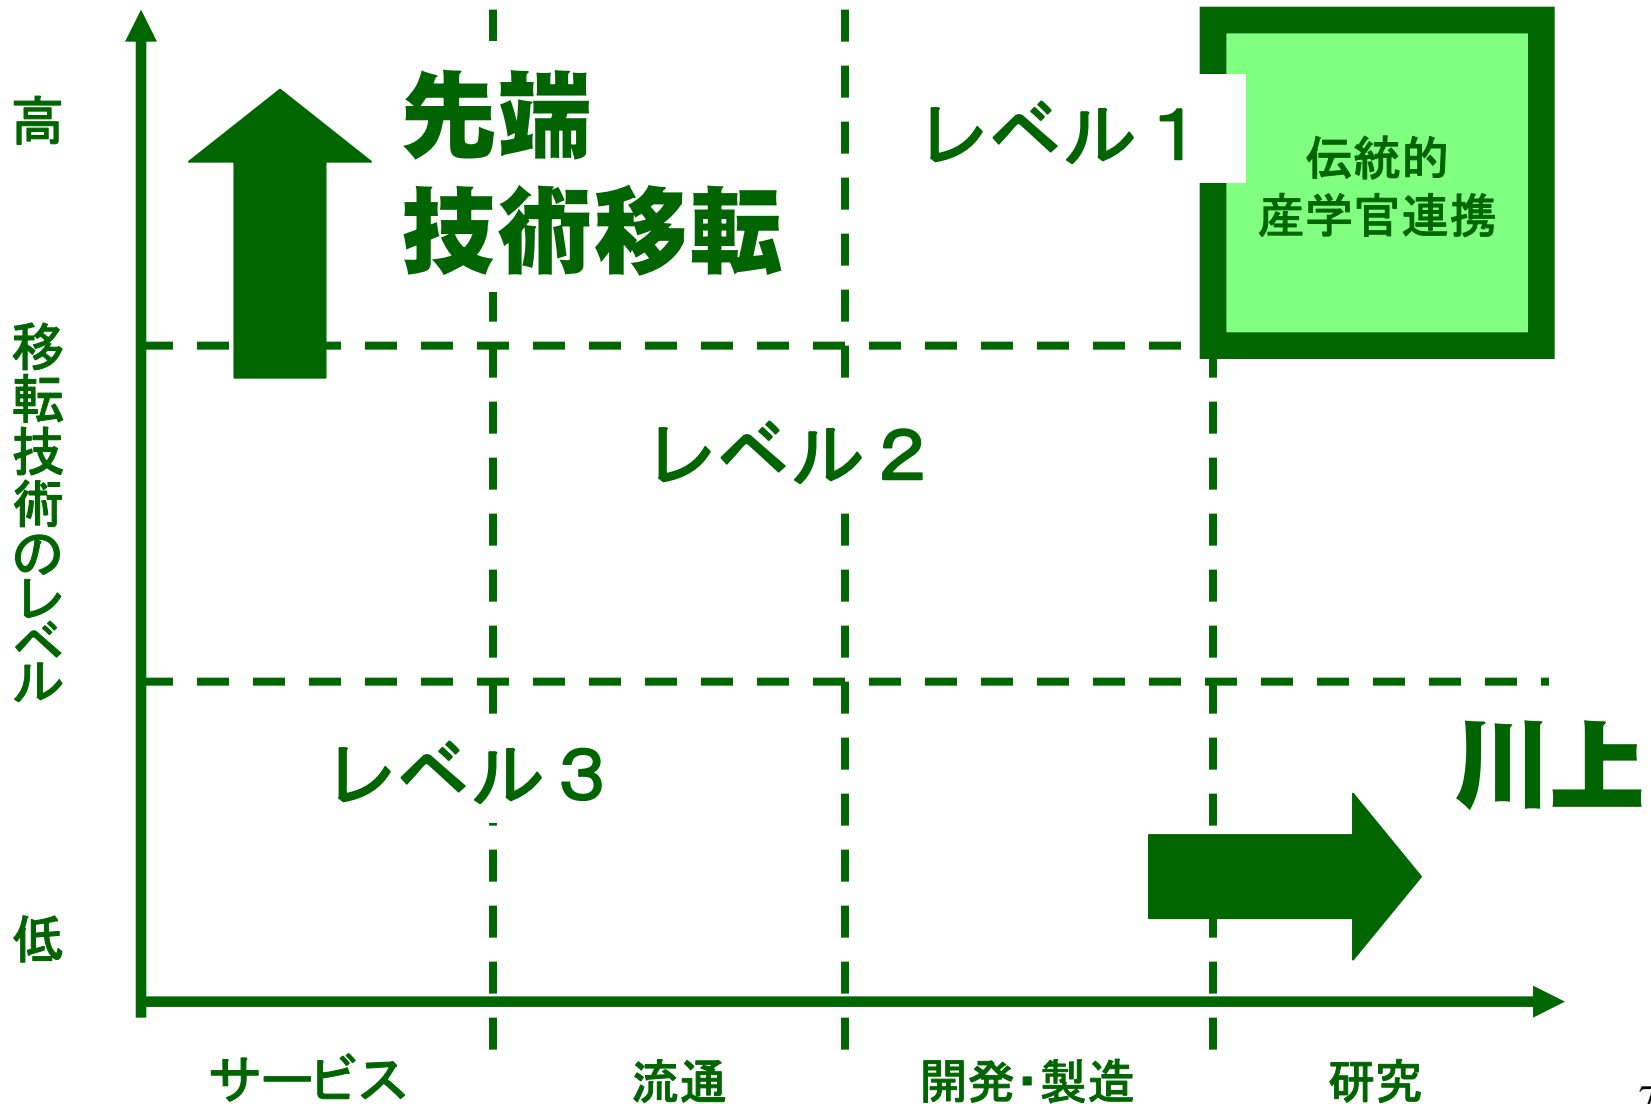 高
移転技術のレベル
低
先端
技術移転
レベル１
伝統的
産学官連携
レベル２
レベル３
川上
サービス
流通
開発・製造
研究